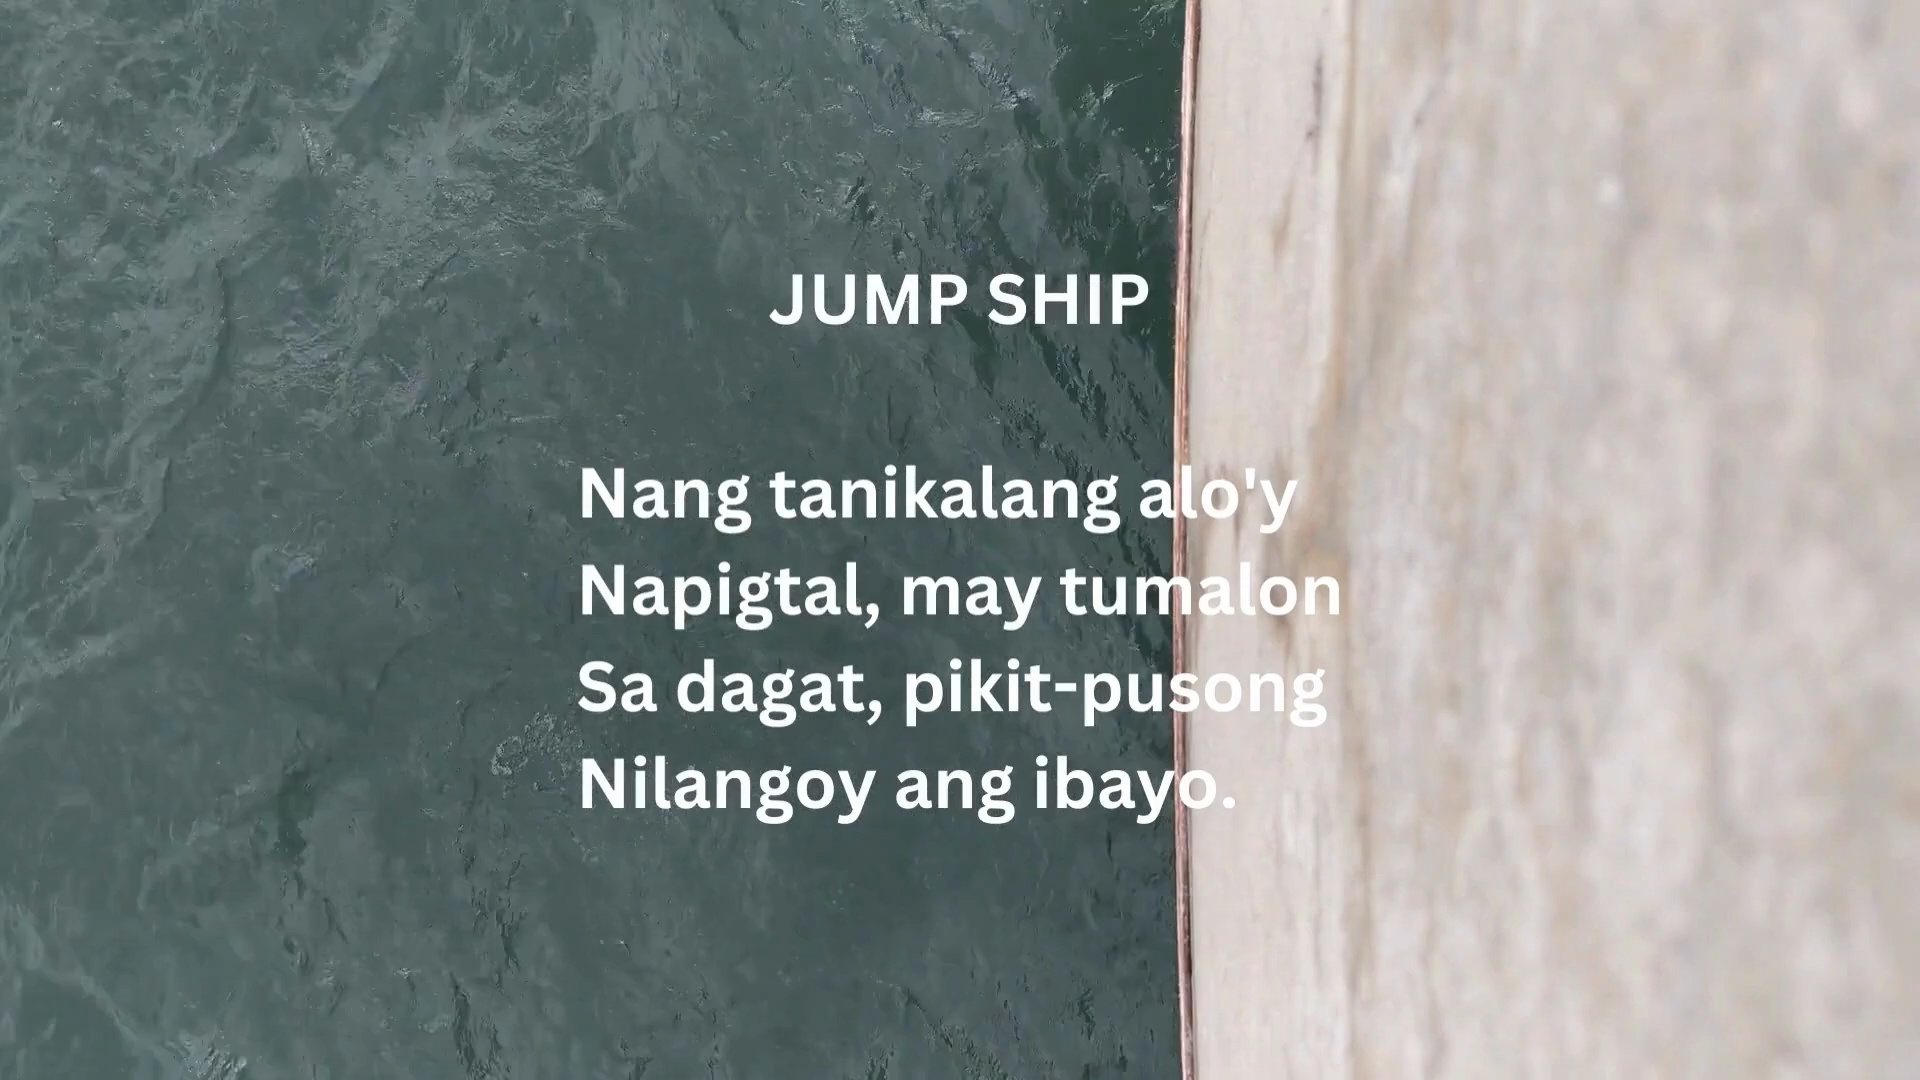 JUMP SHIP
Nang tanikalang alo'y
Napigtal, may tumalon
Sa dagat, pikit-pusong
Nilangoy ang ibayo.